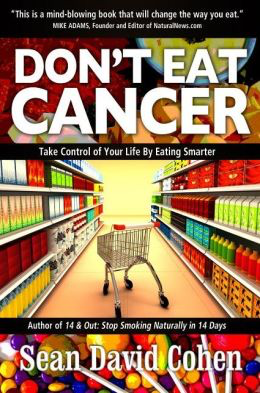 "This is a mind-blowing book that will change the way you eat."
MIKE ADAMS, Founder and Editor of NaturalNews.com
DON'T EAT
CANCER
Take Control of Your Life By Eating Smarter
Author of 14 & Out: Stop Smoking Naturally in 14 Days
Sean David Cohen